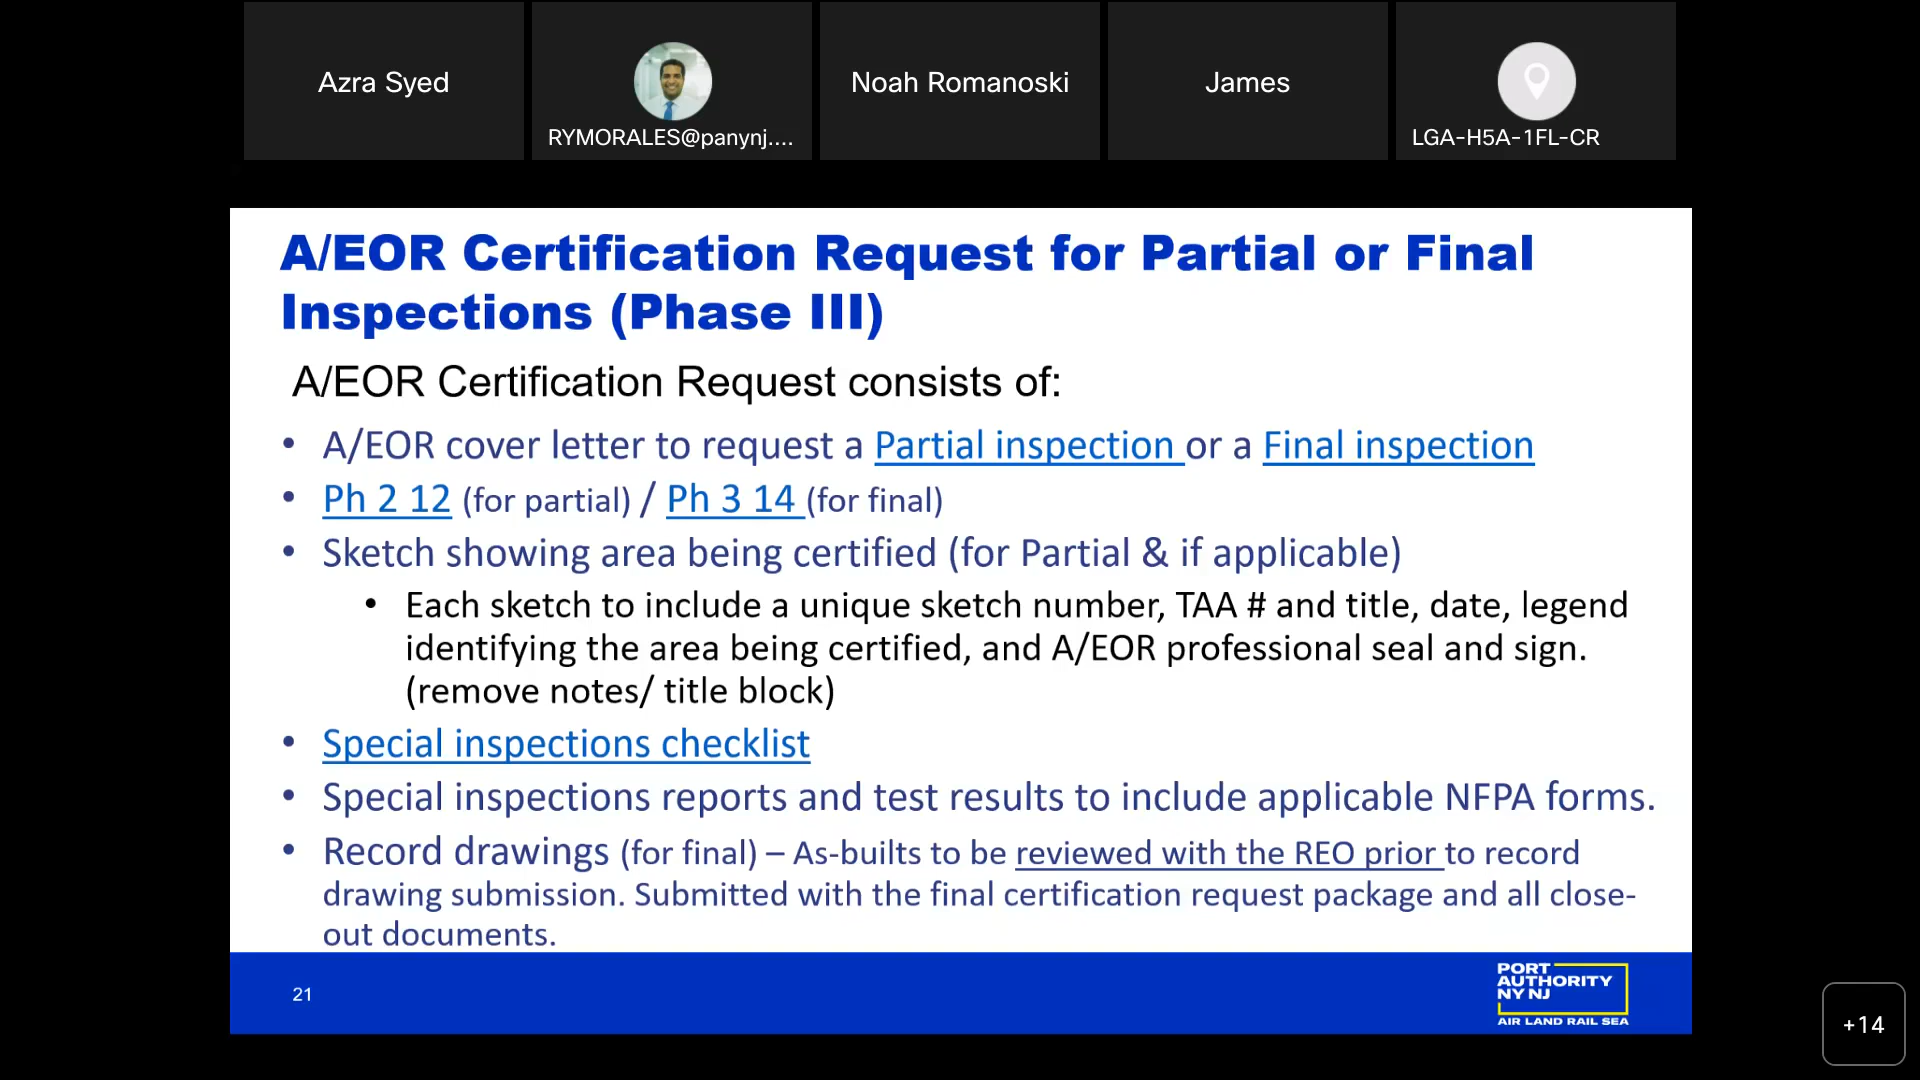 Azra Syed
RYMORALES@panynj....
Noah Romanoski
James
LGA-H5A-1FL-CR
A/EOR Certification Request for Partial or Final
Inspections (Phase III)
A/EOR Certification Request consists of:
• A/EOR cover letter to request a Partial inspection or a Final inspection
• Ph 2 12 (for partial) / Ph 3 14 (for final)
• Sketch showing area being certified (for Partial & if applicable)
• Each sketch to include a unique sketch number, TAA # and title, date, legend
identifying the area being certified, and A/EOR professional seal and sign.
(remove notes/ title block)
• Special inspections checklist
• Special inspections reports and test results to include applicable NFPA forms.
• Record drawings (for final) – As-builts to be reviewed with the REO prior to record
drawing submission. Submitted with the final certification request package and all close-
out documents.
21
PORT
AUTHORITY
NY NJ
AIR LAND RAIL SEA
+14